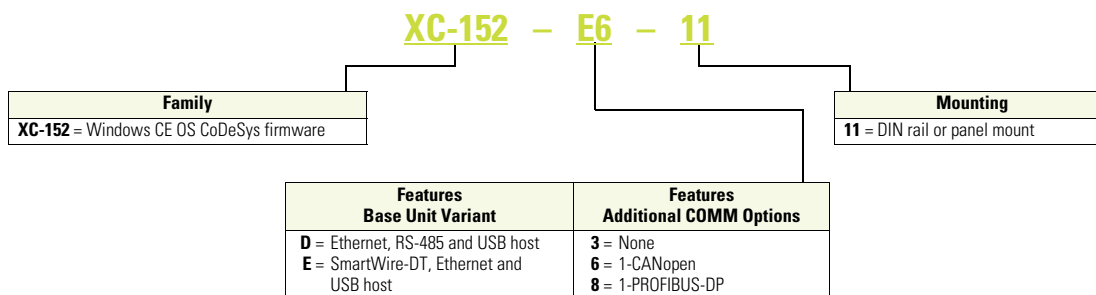 XC-152 – E6 – 11
Family
XC-152 = Windows CE OS CoDeSys firmware
Mounting
11 = DIN rail or panel mount
Features
Base Unit Variant
D = Ethernet, RS-485 and USB host
E = SmartWire-DT, Ethernet and
USB host
Features
Additional COMM Options
3 = None
6 = 1-CANopen
8 = 1-PROFIBUS-DP